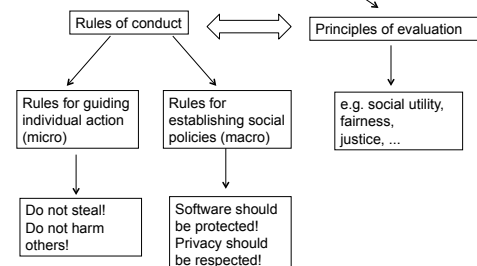 Rules of conduct
Principles of evaluation
Rules for guiding
individual action
(micro)
Rules for
establishing social
policies (macro)
e.g. social utility,
fairness,
justice, ...
Do not steal!
Do not harm
others!
Software should
be protected!
Privacy should
be respected!